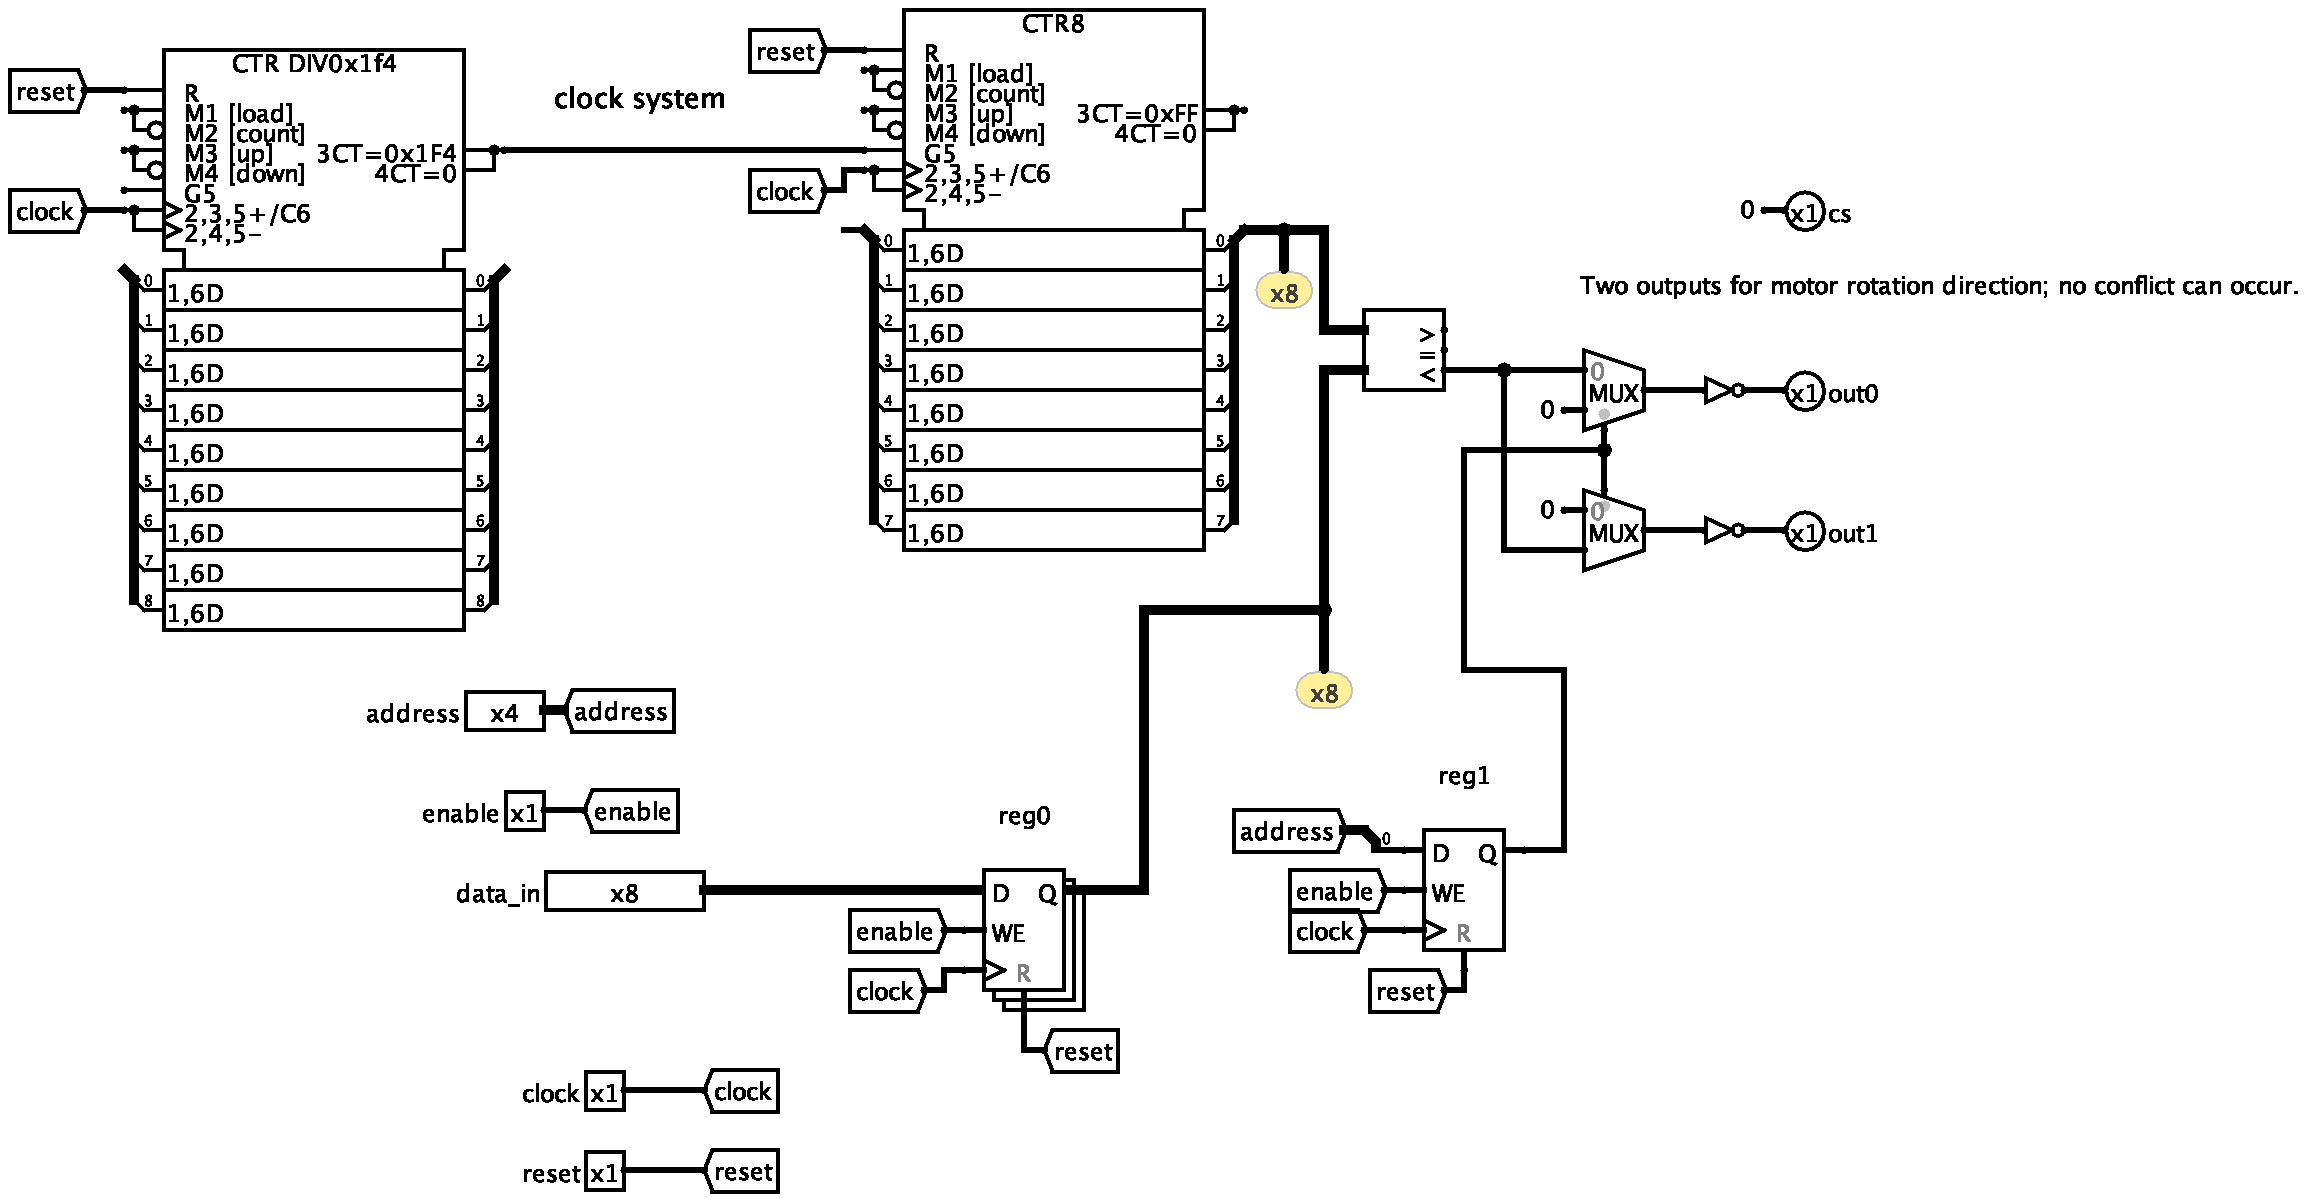 CTR DIV0x1f4
reset
R
M1 [load]
M2 [count]
M3 [up]
M4 [down]
G5
2,3,5+/C6
2,4,5-
3CT=0x1F4
4CT=0
clock
0
1,6D
0
1
1,6D
1
2
1,6D
2
3
1,6D
3
4
1,6D
4
5
1,6D
5
6
1,6D
6
7
1,6D
7
8
1,6D
8
clock system
CTR8
reset
R
M1 [load]
M2 [count]
M3 [up]
M4 [down]
G5
2,3,5+/C6
2,4,5-
3CT=0xFF
4CT=0
clock
0
1,6D
0
1
1,6D
1
2
1,6D
2
3
1,6D
3
4
1,6D
4
5
1,6D
5
6
1,6D
6
7
1,6D
7
x8
>
=
<
0
x1
cs
Two outputs for motor rotation direction; no conflict can occur.
0
MUX
0
x1
out0
0
0
MUX
x1
out1
x8
address
x4
address
enable
x1
enable
data_in
x8
reg0
D
Q
enable
WE
clock
R
reset
reg1
address
0
D
Q
enable
WE
clock
R
reset
clock
x1
clock
reset
x1
reset